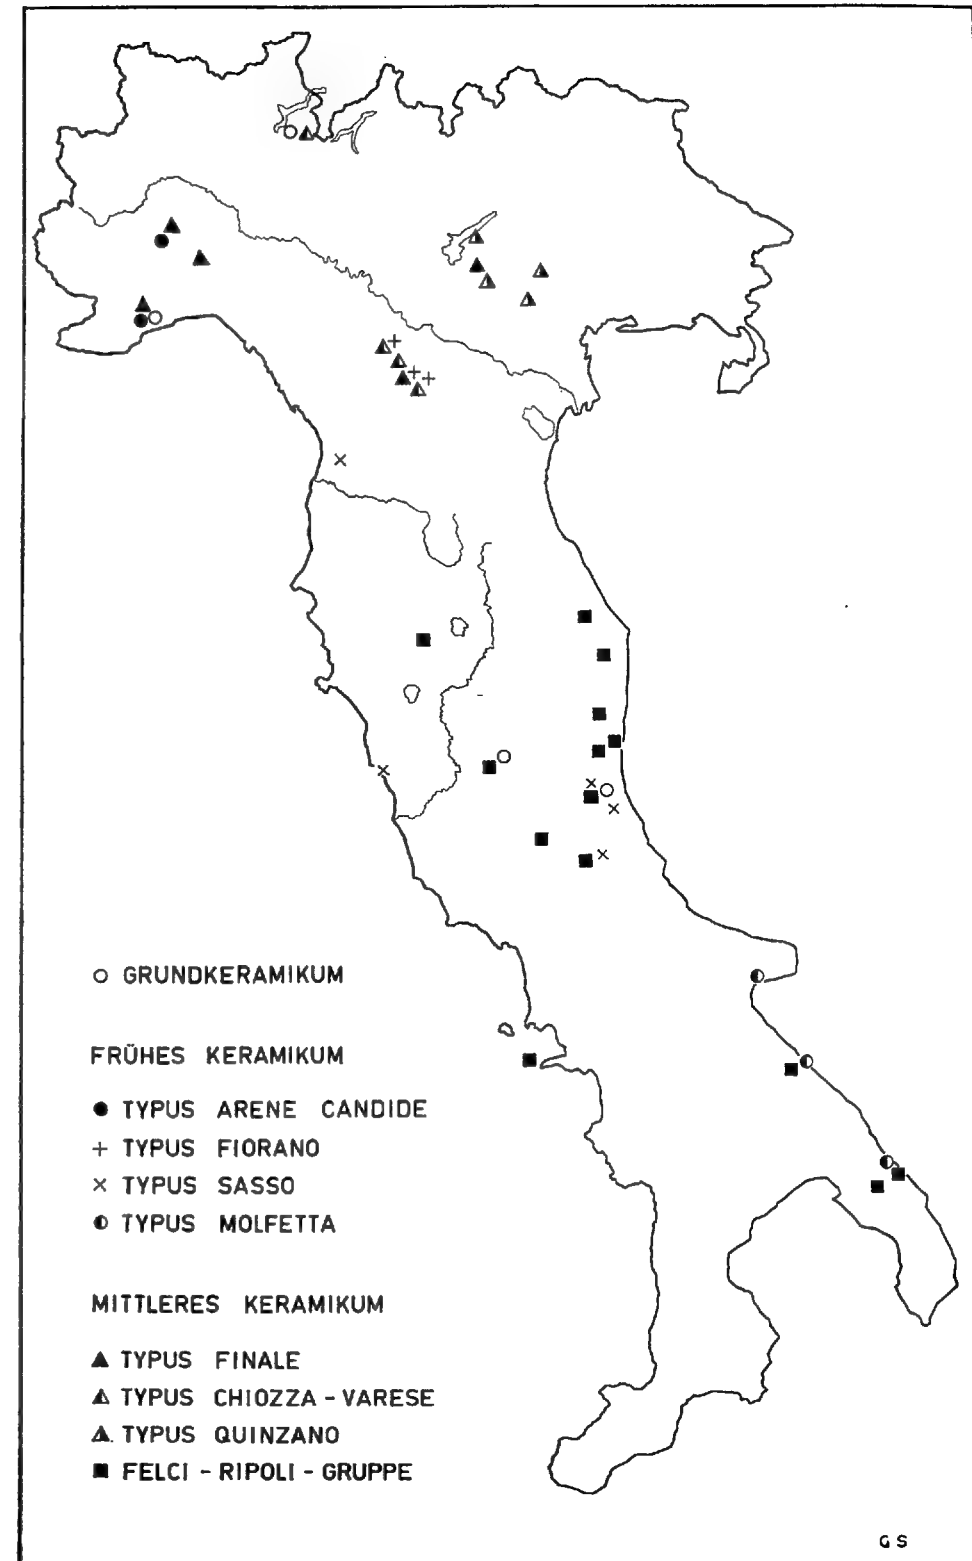 GRUNDKERAMIKUM
FRÜHES KERAMIKUM
TYPUS ARENE CANDIDE
TYPUS FIORANO
TYPUS SASSO
TYPUS MOLFETTA
MITTLERES KERAMIKUM
TYPUS FINALE
TYPUS CHIOZZA - VARESE
TYPUS QUINZANO
FELCI - RIPOLI - GRUPPE
G S